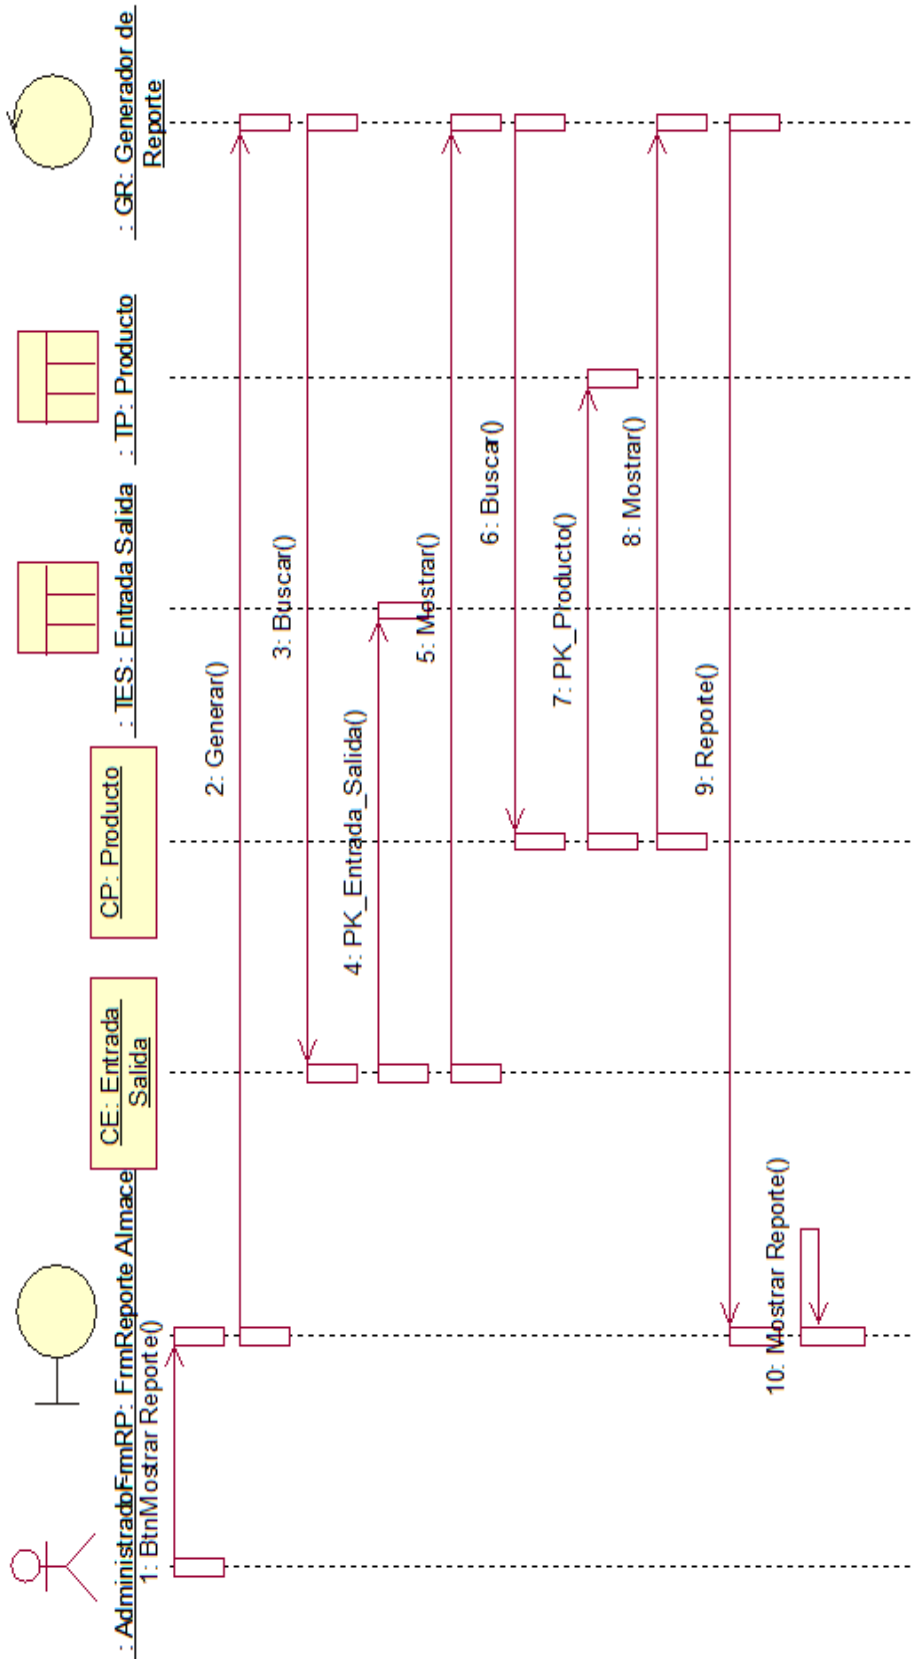 : Administrador
FrmRP: FrmReporte Almace
CE: Entrada
Salida
CP: Producto
: TES: Entrada Salida
: TP: Producto
: GR: Generador de
Reporte
1: BtnMostrar Reporte()
2: Generar()
3: Buscar()
4: PK_Entrada_Salida()
5: Mostrar()
6: Buscar()
7: PK_Producto()
8: Mostrar()
9: Reporte()
10: Mostrar Reporte()